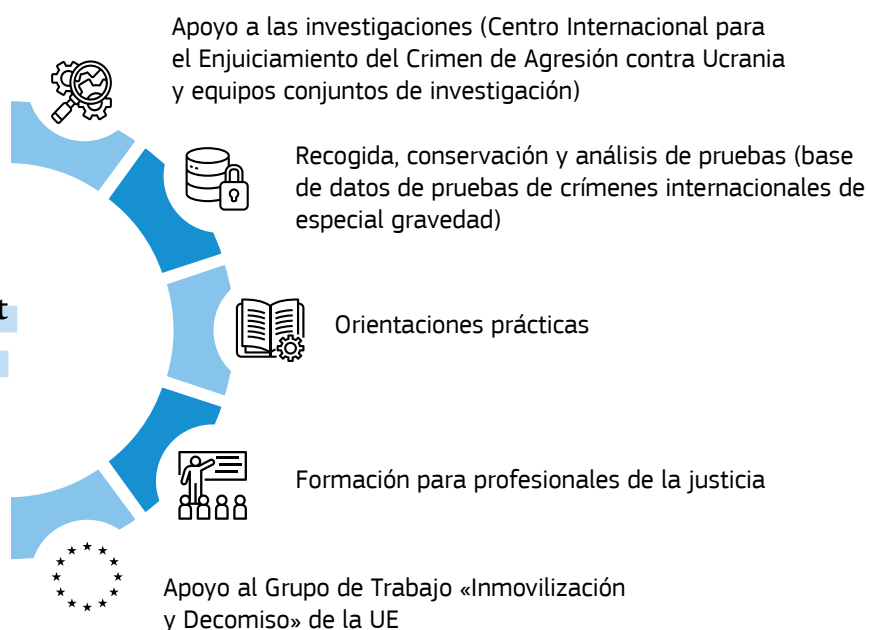 Apoyo a las investigaciones (Centro Internacional para
el Enjuiciamiento del Crimen de Agresión contra Ucrania
y equipos conjuntos de investigación)
Recogida, conservación y análisis de pruebas (base
de datos de pruebas de crímenes internacionales de
especial gravedad)
t
Orientaciones prácticas
Formación para profesionales de la justicia
Apoyo al Grupo de Trabajo «Inmovilización
y Decomiso» de la UE